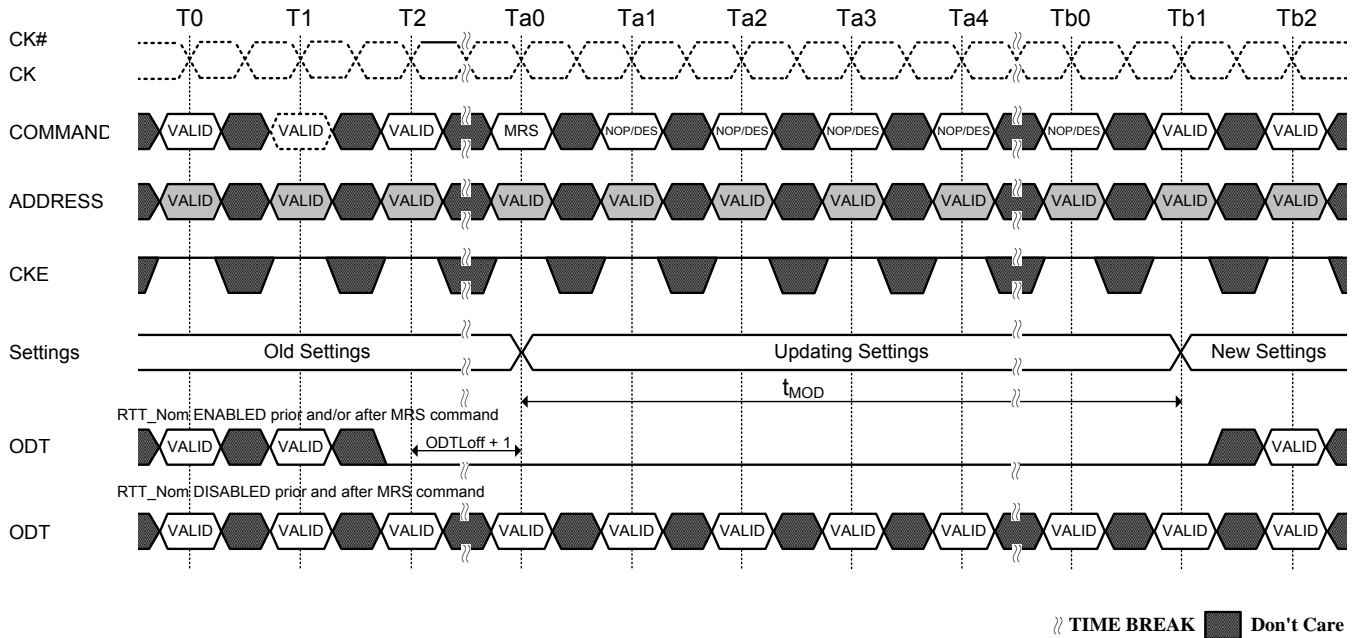 T0 T1 T2 Ta0 Ta1 Ta2 Ta3 Ta4 Tb0 Tb1 Tb2
CK#
CK
COMMAND VALID VALID VALID MRS NOP/DES NOP/DES NOP/DES NOP/DES NOP/DES VALID VALID
ADDRESS VALID VALID VALID VALID VALID VALID VALID VALID VALID VALID VALID
CKE
Settings Old Settings Updating Settings New Settings
tMOD
RTT_Nom ENABLED prior and/or after MRS command
ODT VALID VALID ODTLoff + 1 VALID
RTT_Nom DISABLED prior and after MRS command
ODT VALID VALID VALID VALID VALID VALID VALID VALID VALID VALID VALID
TIME BREAK Don't Care